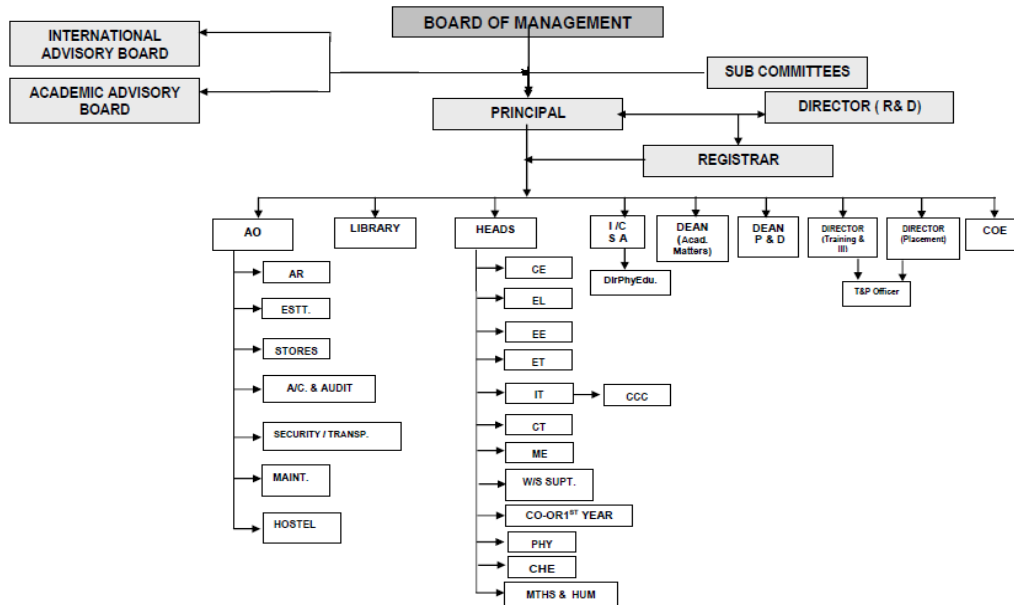 BOARD OF MANAGEMENT
INTERNATIONAL
ADVISORY BOARD
SUB COMMITTEES
ACADEMIC ADVISORY
BOARD
DIRECTOR ( R& D)
PRINCIPAL
REGISTRAR
AO
LIBRARY
HEADS
I /C
S A
DEAN
(Acad.
Matters)
DEAN
P & D
DIRECTOR
(Training &
III)
DIRECTOR
(Placement)
COE
AR
ESTT.
STORES
A/C. & AUDIT
SECURITY / TRANSP.
MAINT.
HOSTEL
CE
EL
EE
ET
IT
CCC
CT
ME
W/S SUPT.
CO-OR1ST YEAR
PHY
CHE
MTHS & HUM
DirPhyEdu.
T&P Officer